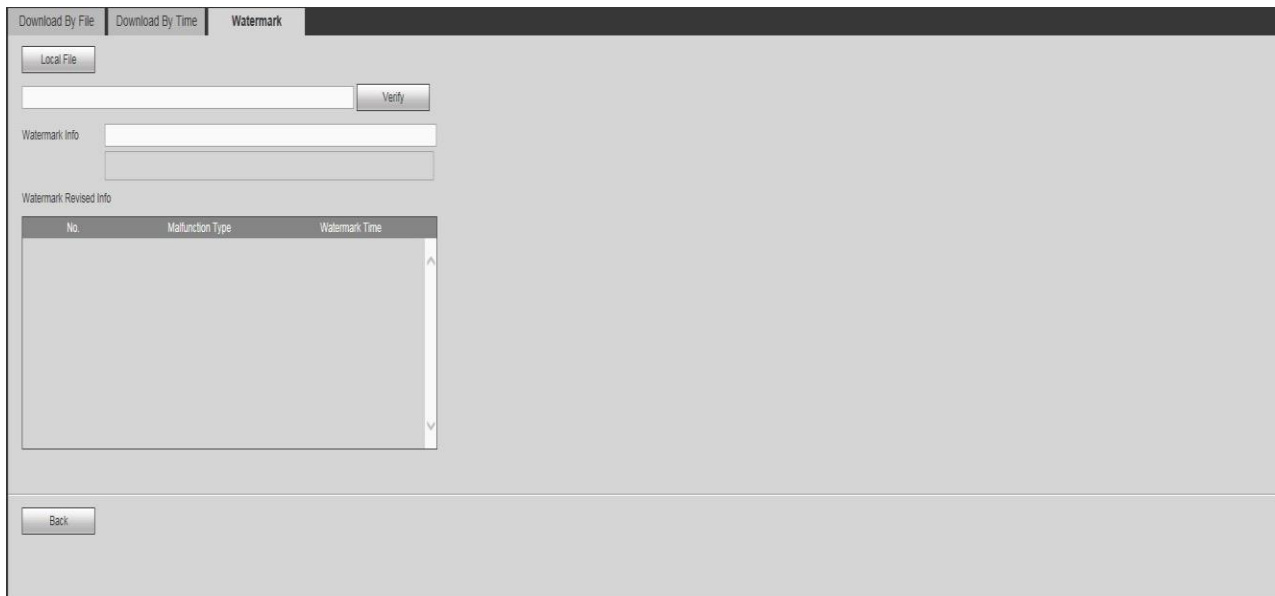 Download By File Download By Time Watermark
Local File
Verify
Watermark Info
Watermark Revised Info
No. Malfunction Type Watermark Time
Back